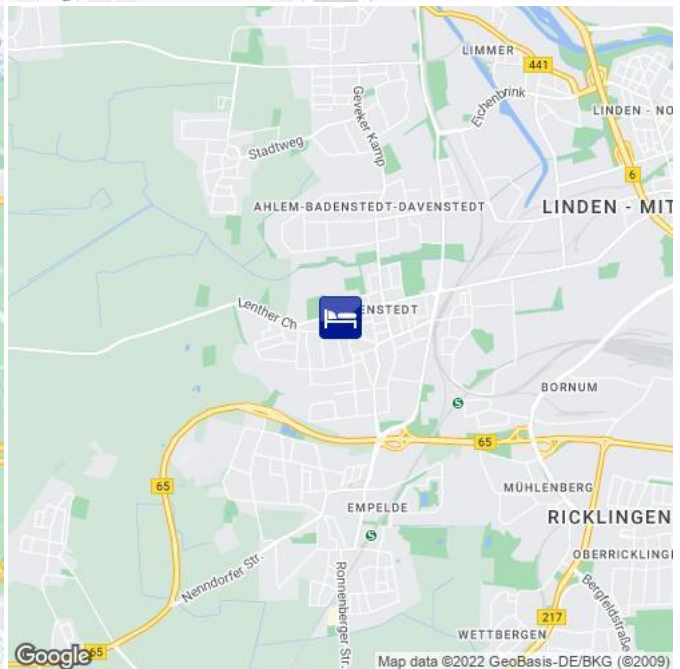 LIMMER
441
Eichenbrink
LINDEN - NO
Geveker Kamp
Stadtweg
6
AHLEM-BADENSTEDT-DAVENSTEDT
LINDEN - MIT
Lenther Ch
ENSTEDT
BORNUM
65
65
MÜHLENBERG
EMPELDE
RICKLINGEN
OBERRICKLINGE
Nenndorfer Str.
Ronnenberger Str.
Bergfeldstraße
217
WETTBERGEN
65
Google
Map data ©2022 GeoBasis-DE/BKG (©2009)